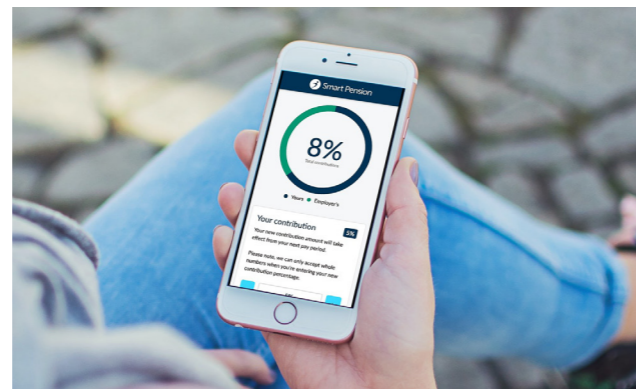 Smart Pension
8%
Total contributions
Yours Employer's
Your contribution 5%
Your new contribution amount will take
effect from your next pay period.
Please note, we can only accept whole
numbers when you're entering your new
contribution percentage.